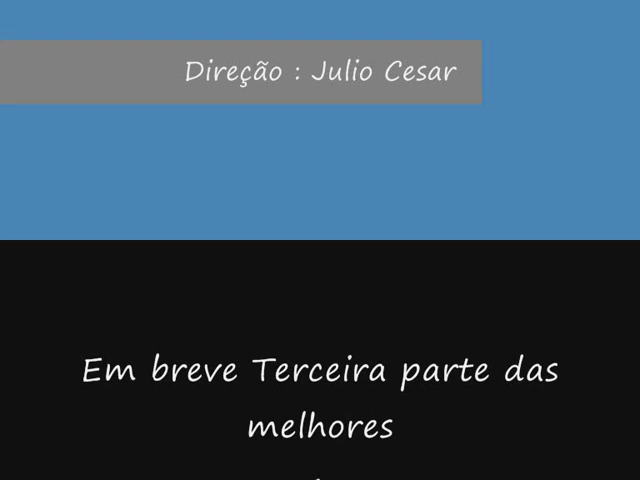 Direção : Julio Cesar
Em breve Terceira parte das
melhores